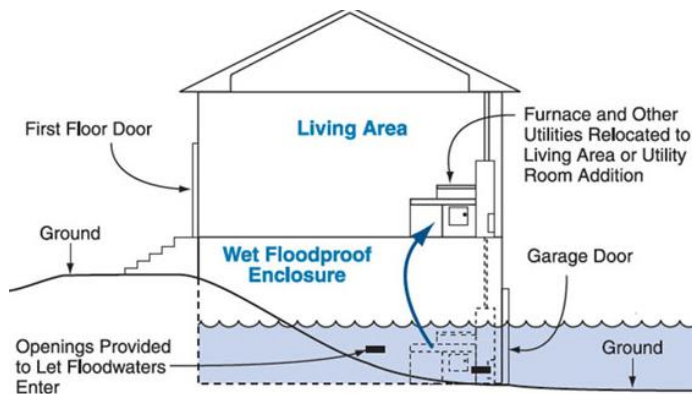 First Floor Door
Living Area
Furnace and Other
Utilities Relocated to
Living Area or Utility
Room Addition
Ground
Wet Floodproof
Enclosure
Garage Door
Openings Provided
to Let Floodwaters
Enter
Ground